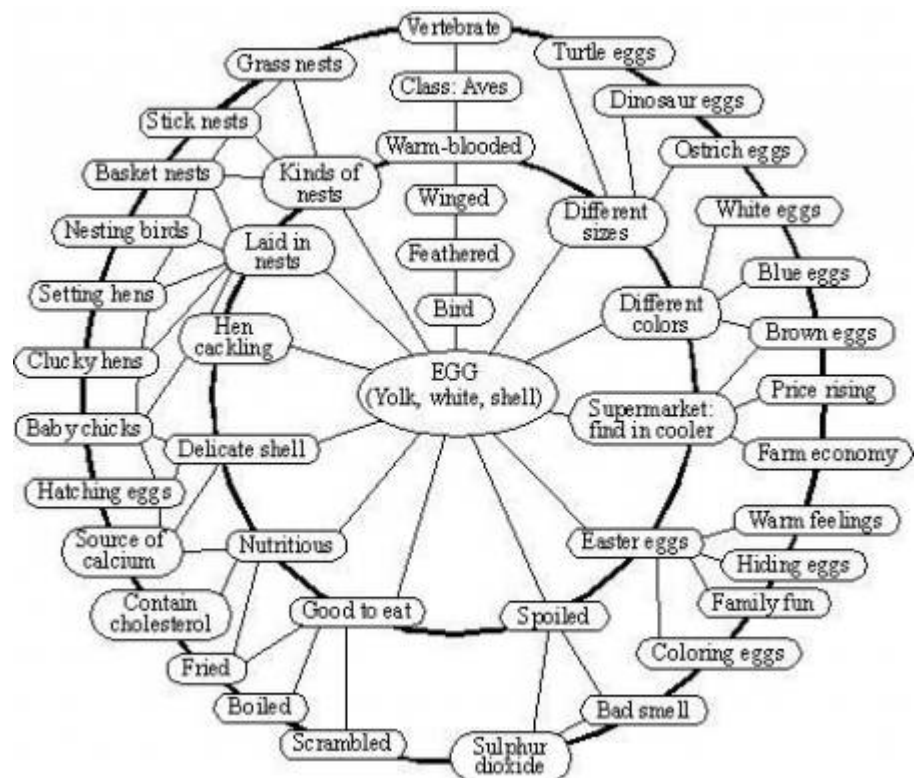 Vertebrate
Turtle eggs
Grass nests
Class: Aves
Dinosaur eggs
Stick nests
Warm-blooded
Ostrich eggs
Basket nests
Kinds of
nests
Winged
Different
sizes
White eggs
Nesting birds
Laid in
nests
Feathered
Blue eggs
Setting hens
Bird
Different
colors
Hen
cackling
Brown eggs
Clucky hens
EGG
(Yolk, white, shell)
Price rising
Supermarket:
find in cooler
Baby chicks
Delicate shell
Farm economy
Hatching eggs
Warm feelings
Source of
calcium
Nutritious
Easter eggs
Hiding eggs
Contain
cholesterol
Good to eat
Spoiled
Family fun
Coloring eggs
Fried
Boiled
Bad smell
Scrambled
Sulphur
dioxide